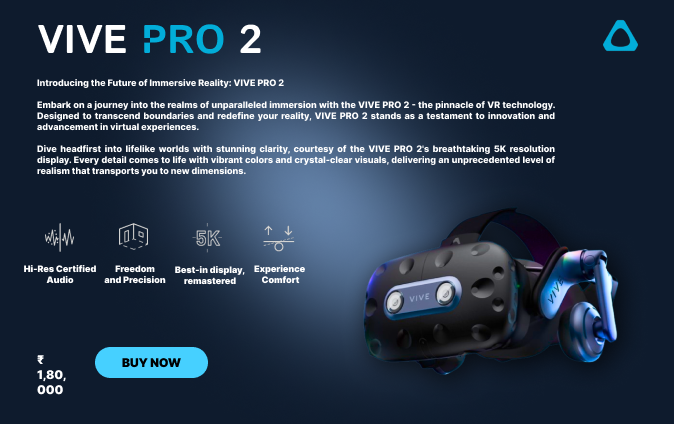 VIVE PRO 2
Introducing the Future of Immersive Reality: VIVE PRO 2
Embark on a journey into the realms of unparalleled immersion with the VIVE PRO 2 - the pinnacle of VR technology.
Designed to transcend boundaries and redefine your reality, VIVE PRO 2 stands as a testament to innovation and
advancement in virtual experiences.
Dive headfirst into lifelike worlds with stunning clarity, courtesy of the VIVE PRO 2's breathtaking 5K resolution
display. Every detail comes to life with vibrant colors and crystal-clear visuals, delivering an unprecedented level of
realism that transports you to new dimensions.
5K
Hi-Res Certified
Audio
Freedom
and Precision
Best-in display,
remastered
Experience
Comfort
VIVE
VIVE
₹
1,80,
000
BUY NOW